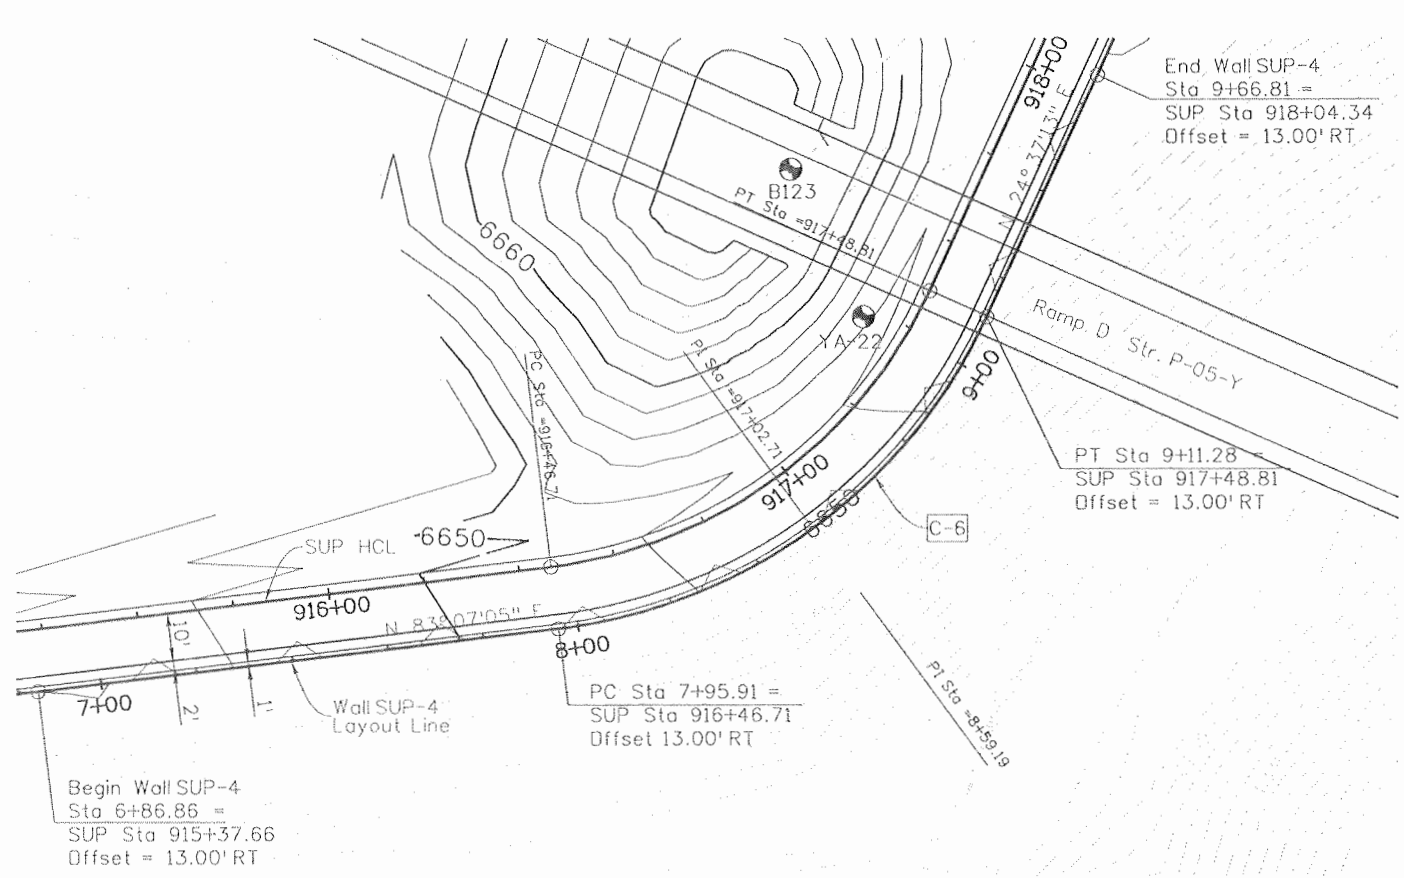 End Wall SUP-4
Sta 9+66.81 =
SUP Sta 918+04.34
Offset = 13.00' RT
918+00
N 24° 37'13" E
B123
PT Sta =917+48.81
6660
YA-22
Ramp D Str. P-05-Y
PC Sta =916+46.71
PI Sta =917+02.71
9+00
PT Sta 9+11.28 =
SUP Sta 917+48.81
Offset = 13.00' RT
917+00
6650
C-6
SUP HCL
6650
916+00
N 83°07'05" E
10'
8+00
7+00
2'
1'
Wall SUP-4
Layout Line
PC Sta 7+95.91 =
SUP Sta 916+46.71
Offset 13.00' RT
PI Sta =8+59.19
Begin Wall SUP-4
Sta 6+86.86 =
SUP Sta 915+37.66
Offset = 13.00' RT